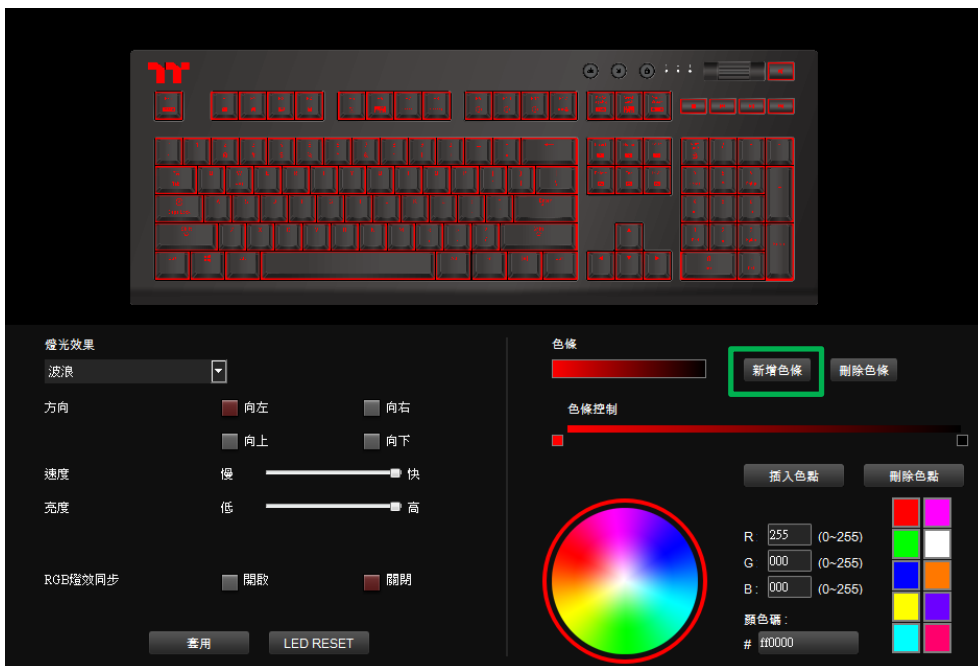 燈光效果
波浪
方向
向左
向右
向上
向下
速度
慢
快
亮度
低
高
RGB燈效同步
開啟
關閉
套用
LED RESET
色條
新增色條
刪除色條
色條控制
插入色點
刪除色點
R 255 (0~255)
G 000 (0~255)
B : 000 (0~255)
顏色碼 :
# ff0000